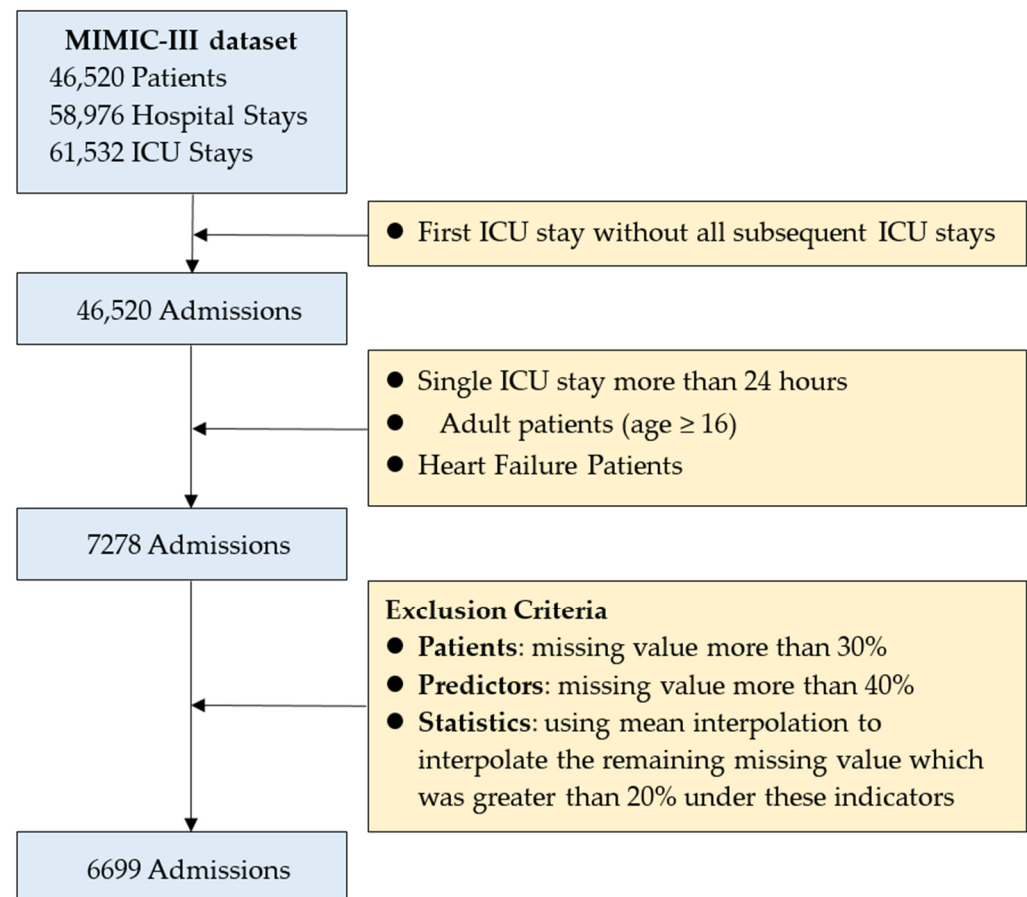 MIMIC-III dataset
46,520 Patients
58,976 Hospital Stays
61,532 ICU Stays
● First ICU stay without all subsequent ICU stays
46,520 Admissions
● Single ICU stay more than 24 hours
● Adult patients (age ≥ 16)
● Heart Failure Patients
7278 Admissions
Exclusion Criteria
● Patients: missing value more than 30%
● Predictors: missing value more than 40%
● Statistics: using mean interpolation to
interpolate the remaining missing value which
was greater than 20% under these indicators
6699 Admissions